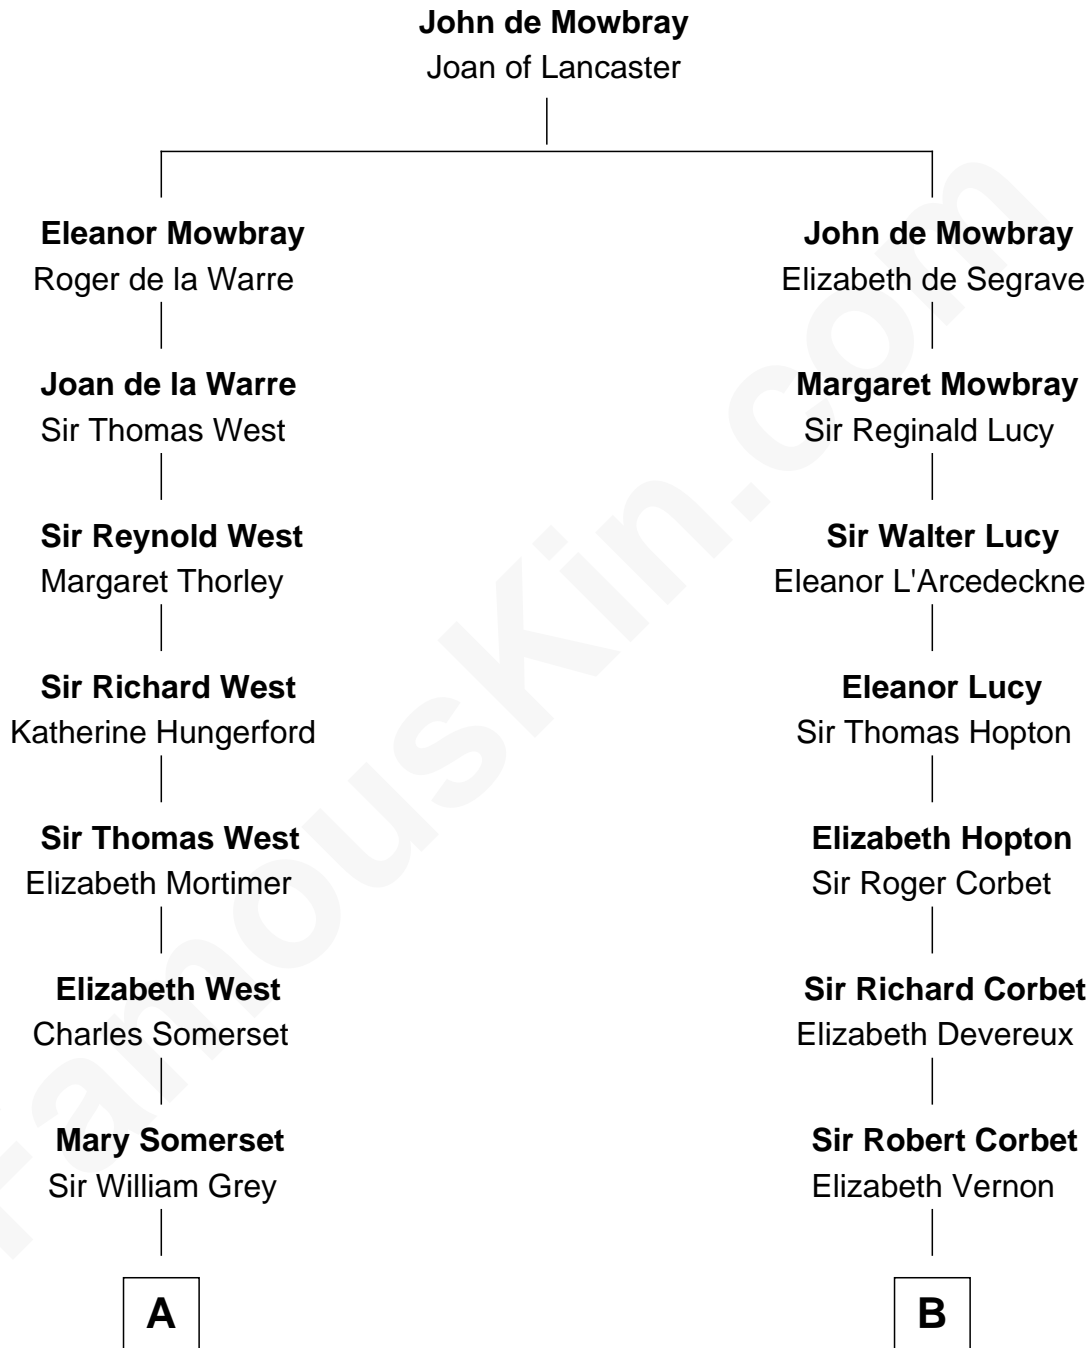 John de Mowbray
Joan of Lancaster
Eleanor Mowbray
Roger de la Warre
John de Mowbray
Elizabeth de Segrave
Joan de la Warre
Sir Thomas West
Margaret Mowbray
Sir Reginald Lucy
Sir Reynold West
Margaret Thorley
Sir Walter Lucy
Eleanor L'Arcedeckne
Sir Richard West
Katherine Hungerford
Eleanor Lucy
Sir Thomas Hopton
Sir Thomas West
Elizabeth Mortimer
Elizabeth Hopton
Sir Roger Corbet
Elizabeth West
Charles Somerset
Sir Richard Corbet
Elizabeth Devereux
Mary Somerset
Sir William Grey
Sir Robert Corbet
Elizabeth Vernon
A
B
FamousKin.com